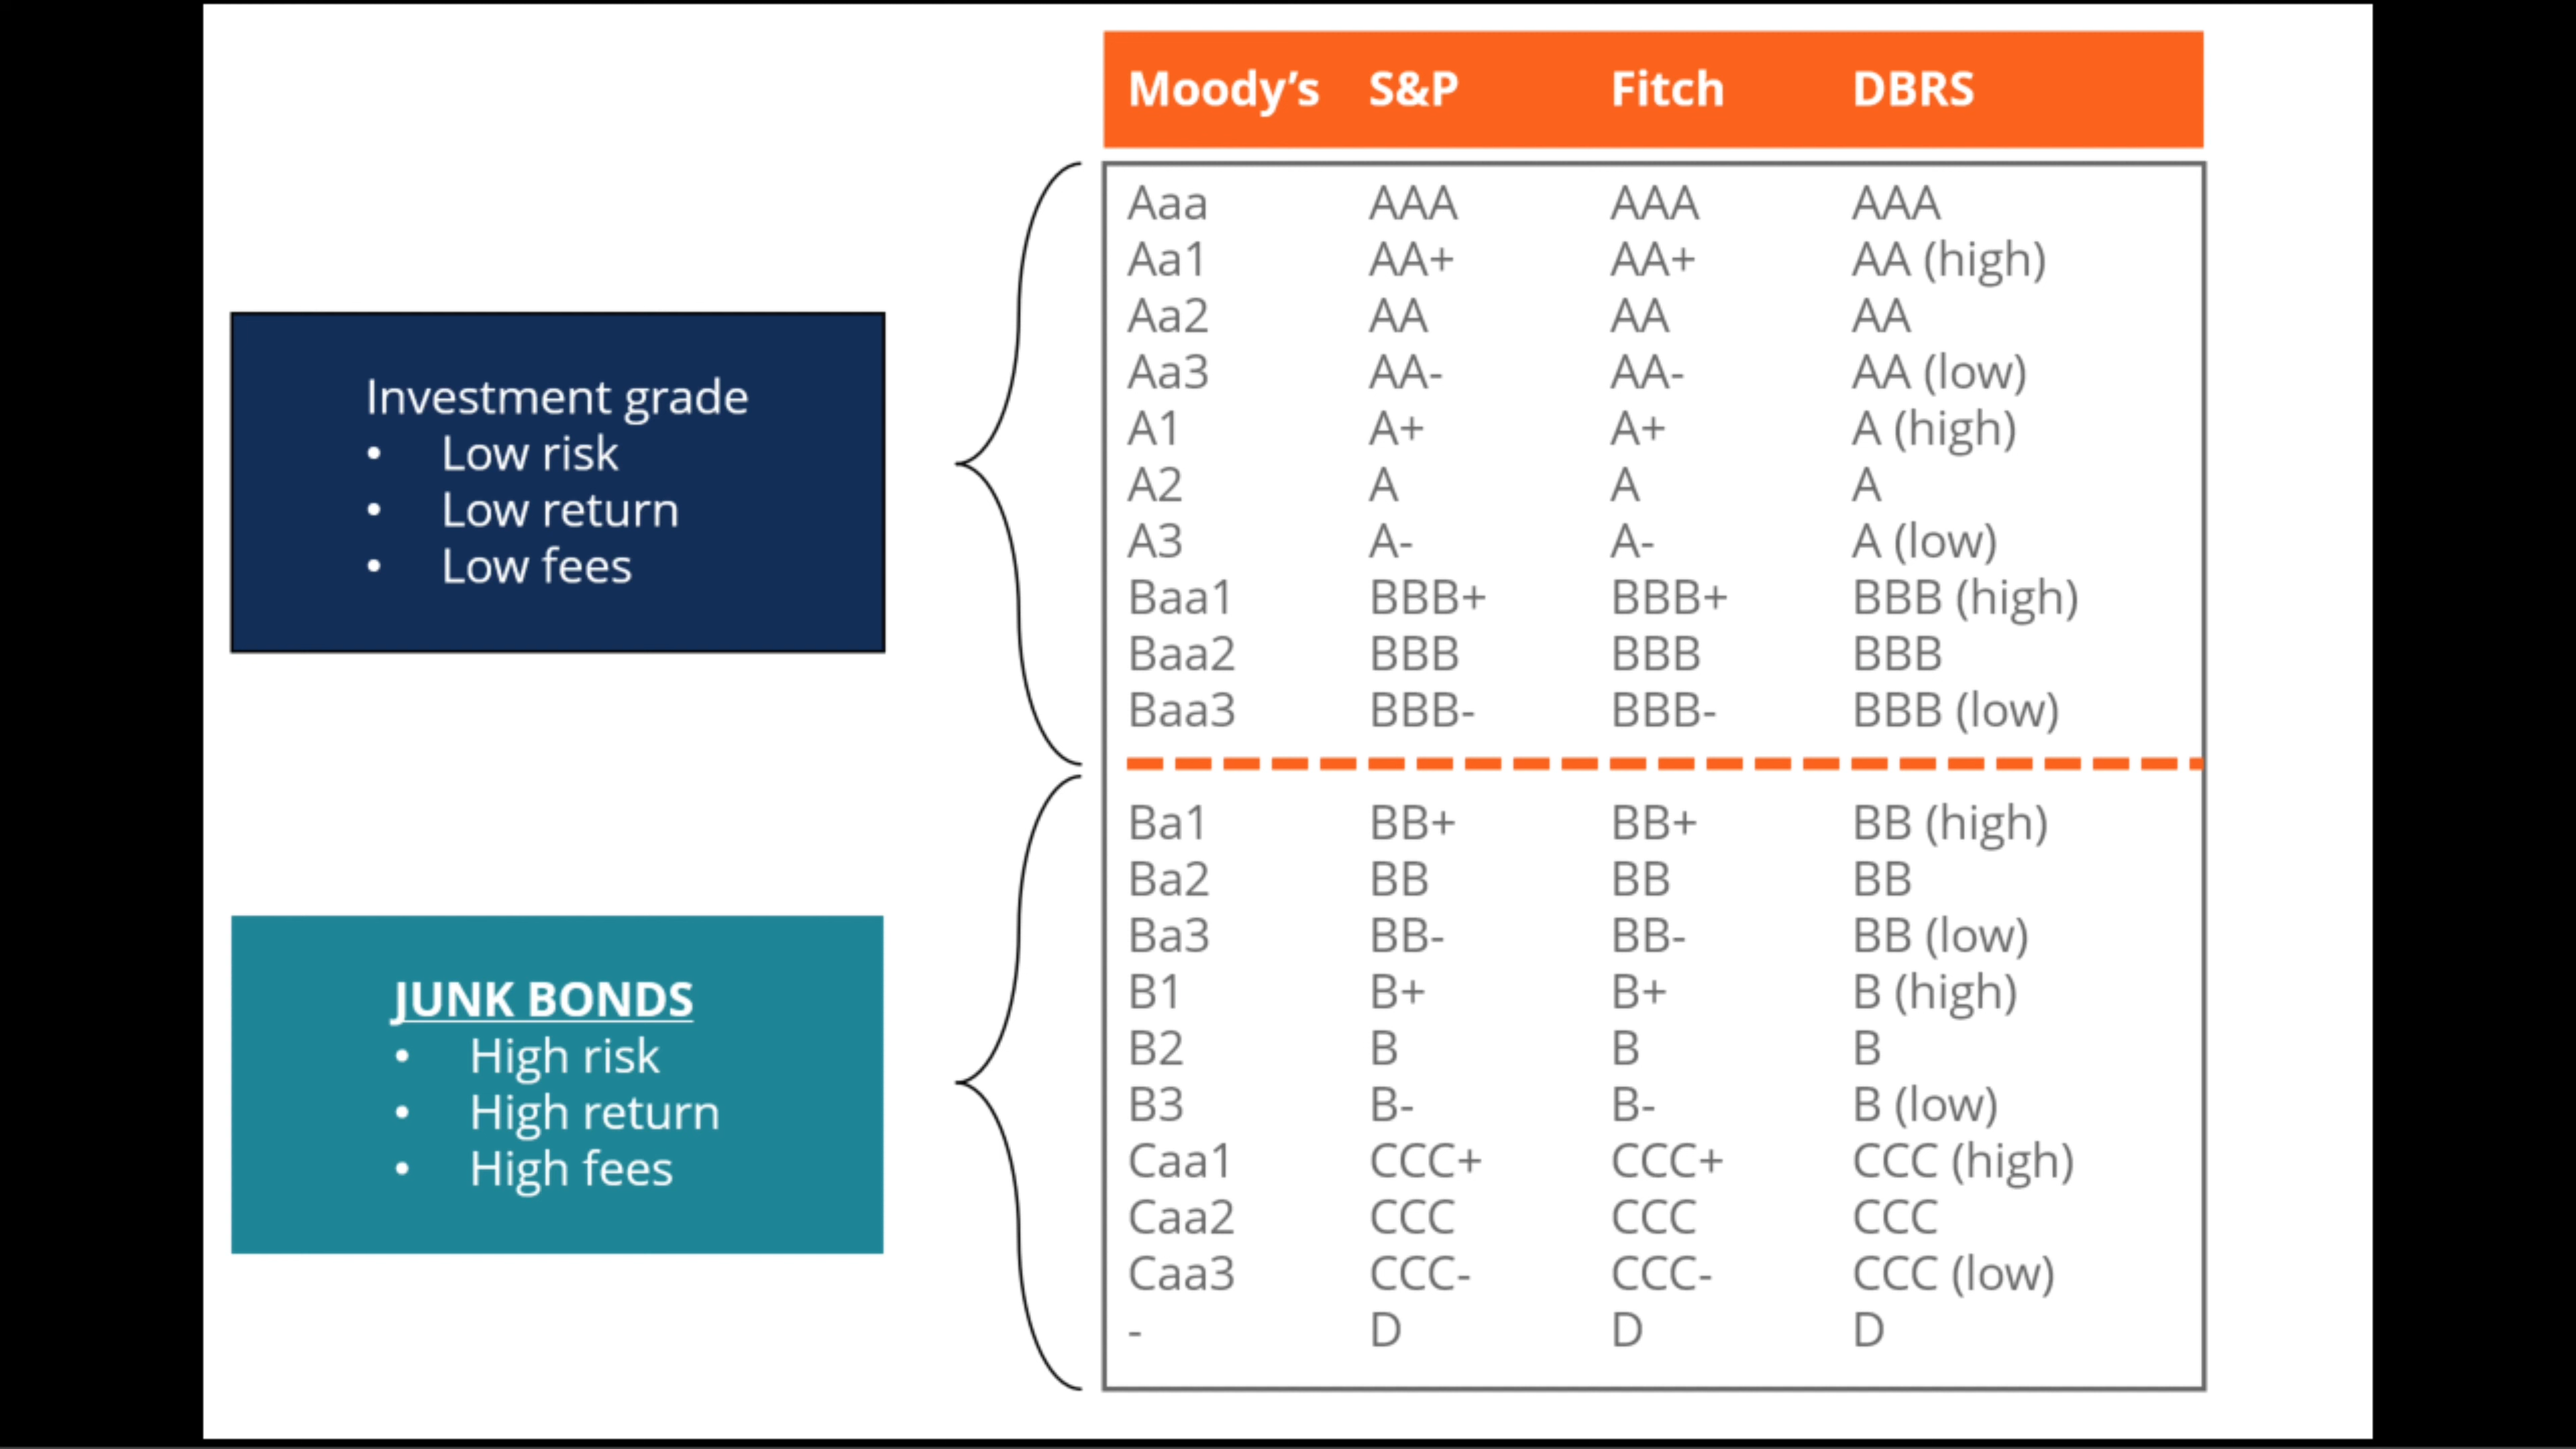 Moody’s S&P Fitch DBRS
Investment grade
• Low risk
• Low return
• Low fees
Aaa AAA AAA AAA
Aa1 AA+ AA+ AA (high)
Aa2 AA AA AA
Aa3 AA- AA- AA (low)
A1 A+ A+ A (high)
A2 A A A
A3 A- A- A (low)
Baa1 BBB+ BBB+ BBB (high)
Baa2 BBB BBB BBB
Baa3 BBB- BBB- BBB (low)
JUNK BONDS
• High risk
• High return
• High fees
Ba1 BB+ BB+ BB (high)
Ba2 BB BB BB
Ba3 BB- BB- BB (low)
B1 B+ B+ B (high)
B2 B B B
B3 B- B- B (low)
Caa1 CCC+ CCC+ CCC (high)
Caa2 CCC CCC CCC
Caa3 CCC- CCC- CCC (low)
- D D D